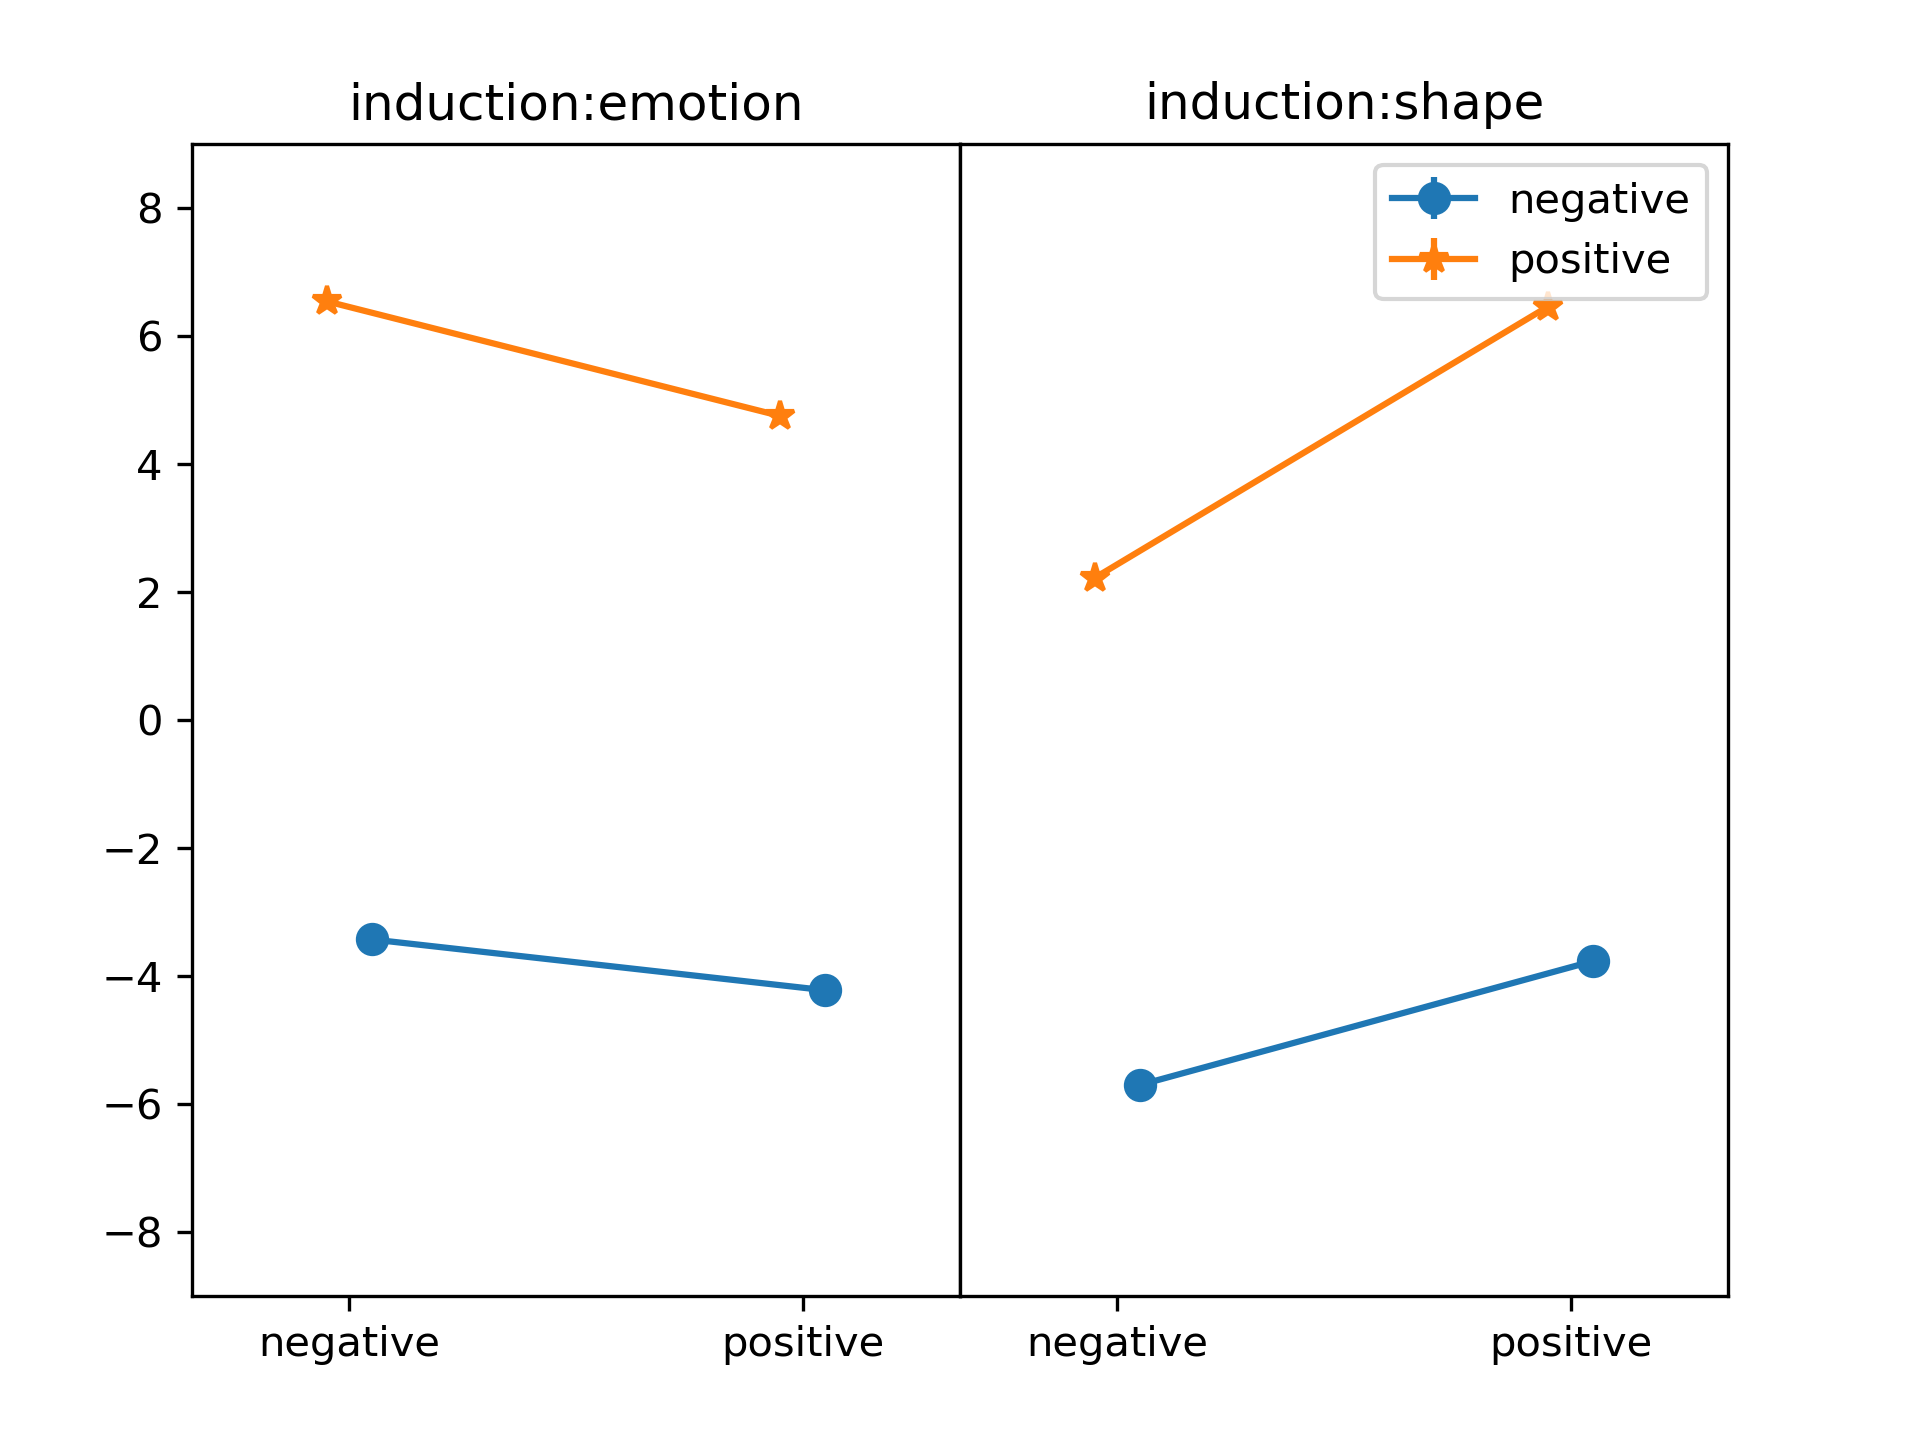 induction:emotion
induction:shape
negative
positive
8
6
4
2
0
−2
−4
−6
−8
negative
positive
negative
positive